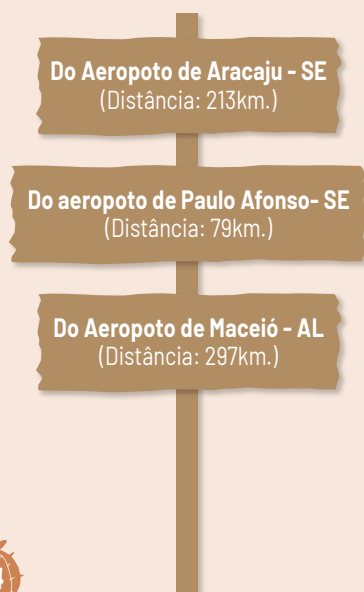 Do Aeropoto de Aracaju - SE
(Distância: 213km.)
Do aeropoto de Paulo Afonso- SE
(Distância: 79km.)
Do Aeropoto de Maceió - AL
(Distância: 297km.)